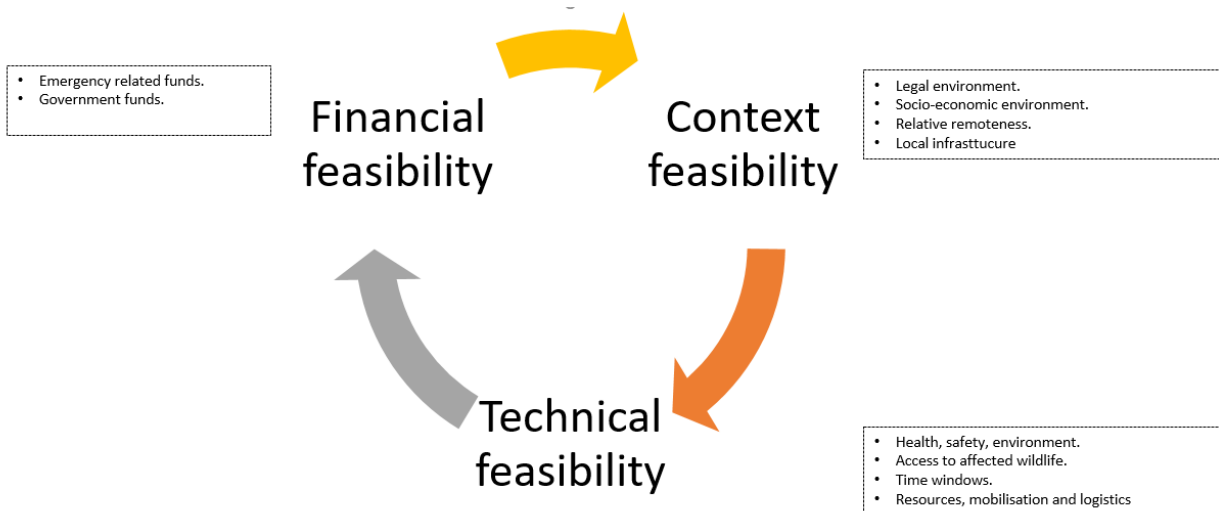 • Emergency related funds.
• Government funds.
Financial
feasibility
Context
feasibility
• Legal environment.
• Socio-economic environment.
• Relative remoteness.
• Local infrasttucure
Technical
feasibility
• Health, safety, environment.
• Access to affected wildlife.
• Time windows.
• Resources, mobilisation and logistics